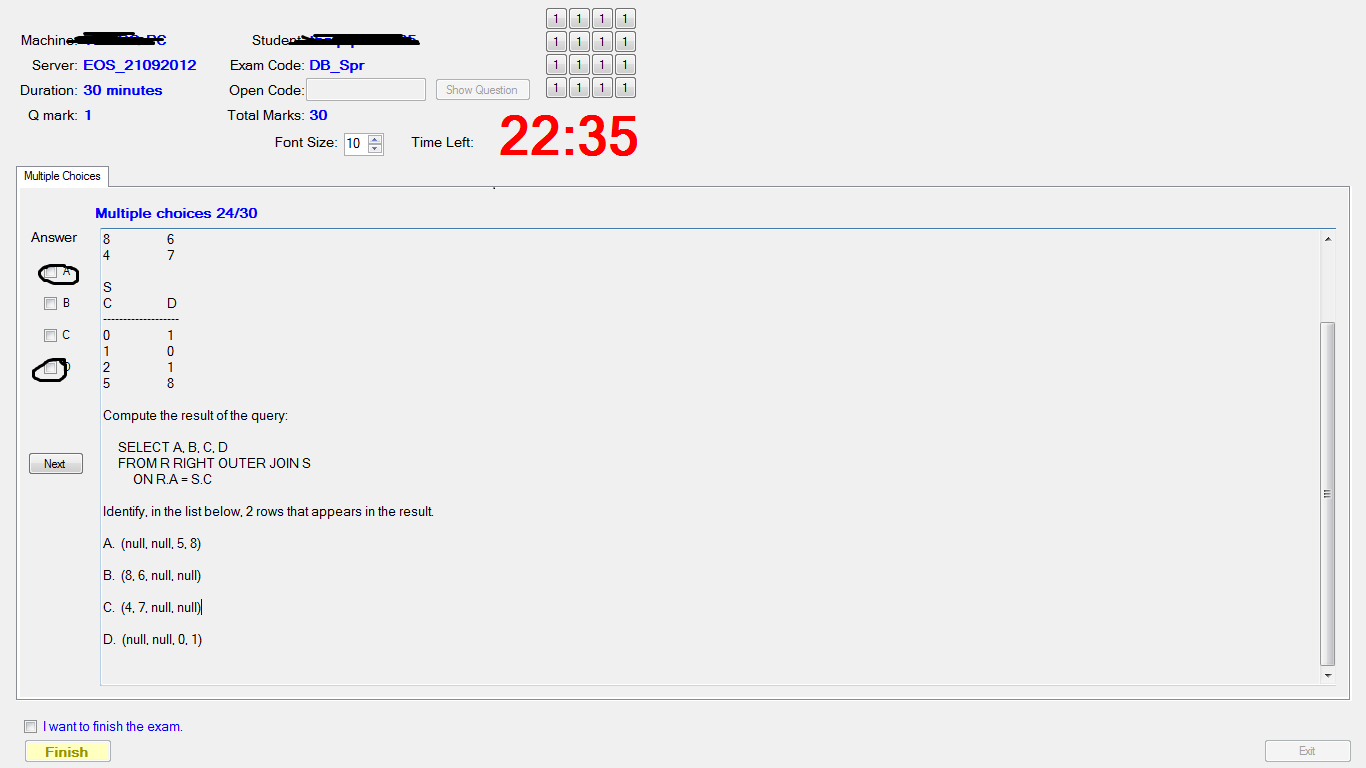 1 1 1 1
Machine: PC Student:
1 1 1 1
Server: EOS_21092012 Exam Code: DB_Spr
1 1 1 1
Duration: 30 minutes Open Code: Show Question
1 1 1 1
Q mark: 1 Total Marks: 30
Font Size: 10 Time Left: 22:35
Multiple Choices
Multiple choices 24/30
Answer
8 6
4 7
A
S
B
C D
-------------------
C
0 1
1 0
D
2 1
5 8
Compute the result of the query:
SELECT A, B, C, D
FROM R RIGHT OUTER JOIN S
Next
ON R.A = S.C
Identify, in the list below, 2 rows that appears in the result.
A. (null, null, 5, 8)
B. (8, 6, null, null)
C. (4, 7, null, null)
D. (null, null, 0, 1)
I want to finish the exam.
Finish Exit